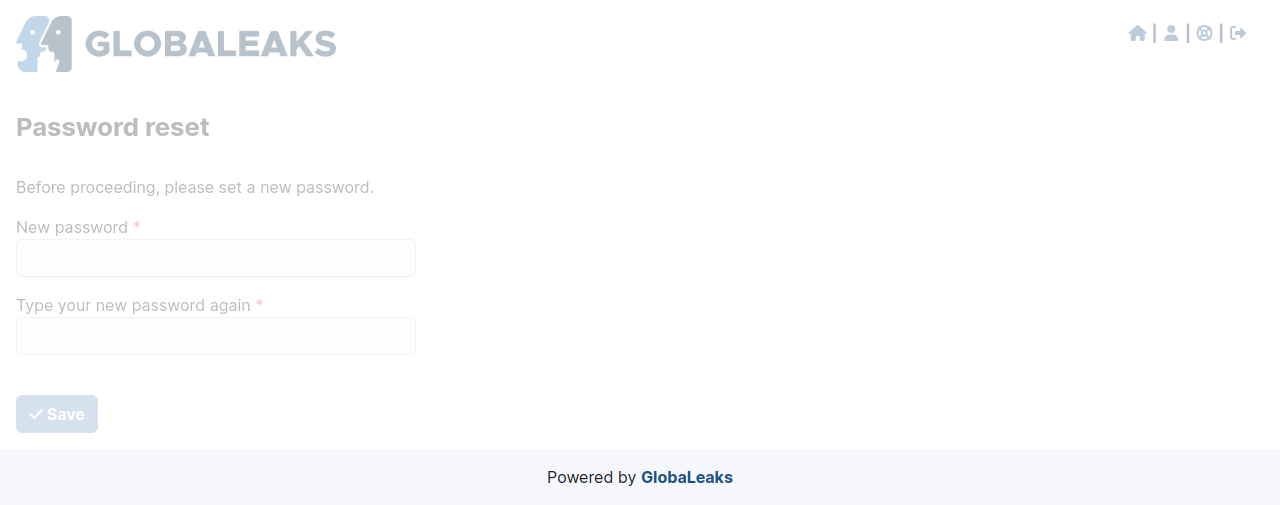 GLOBALEAKS
| | |
Password reset
Before proceeding, please set a new password.
New password *
Type your new password again *
Save
Powered by GlobaLeaks